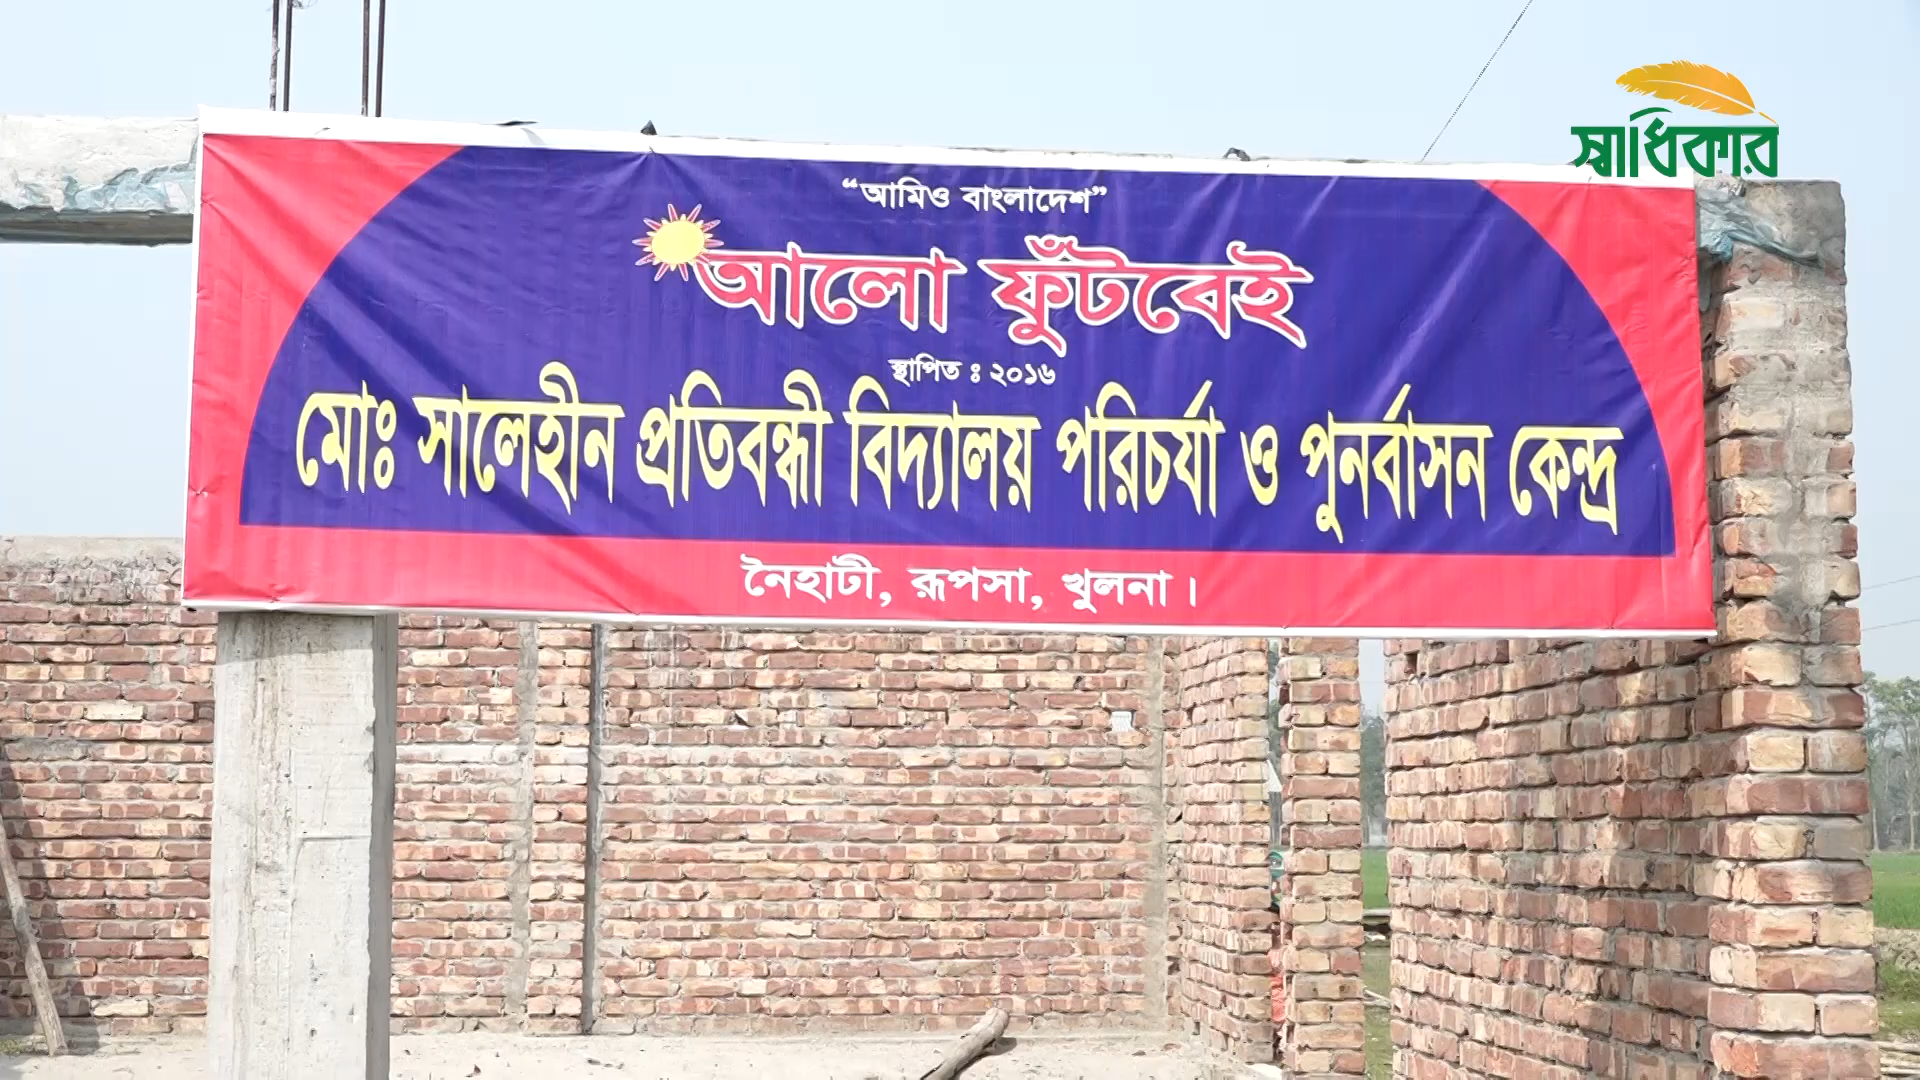 স্বাধিকার
“আমিও বাংলাদেশ”
আলো ফুঁটবেই
স্থাপিত ঃ ২০১৬
মোঃ সালেহীন প্রতিবন্ধী বিদ্যালয় পরিচর্যা ও পুনর্বাসন কেন্দ্র
নৈহাটী, রূপসা, খুলনা।